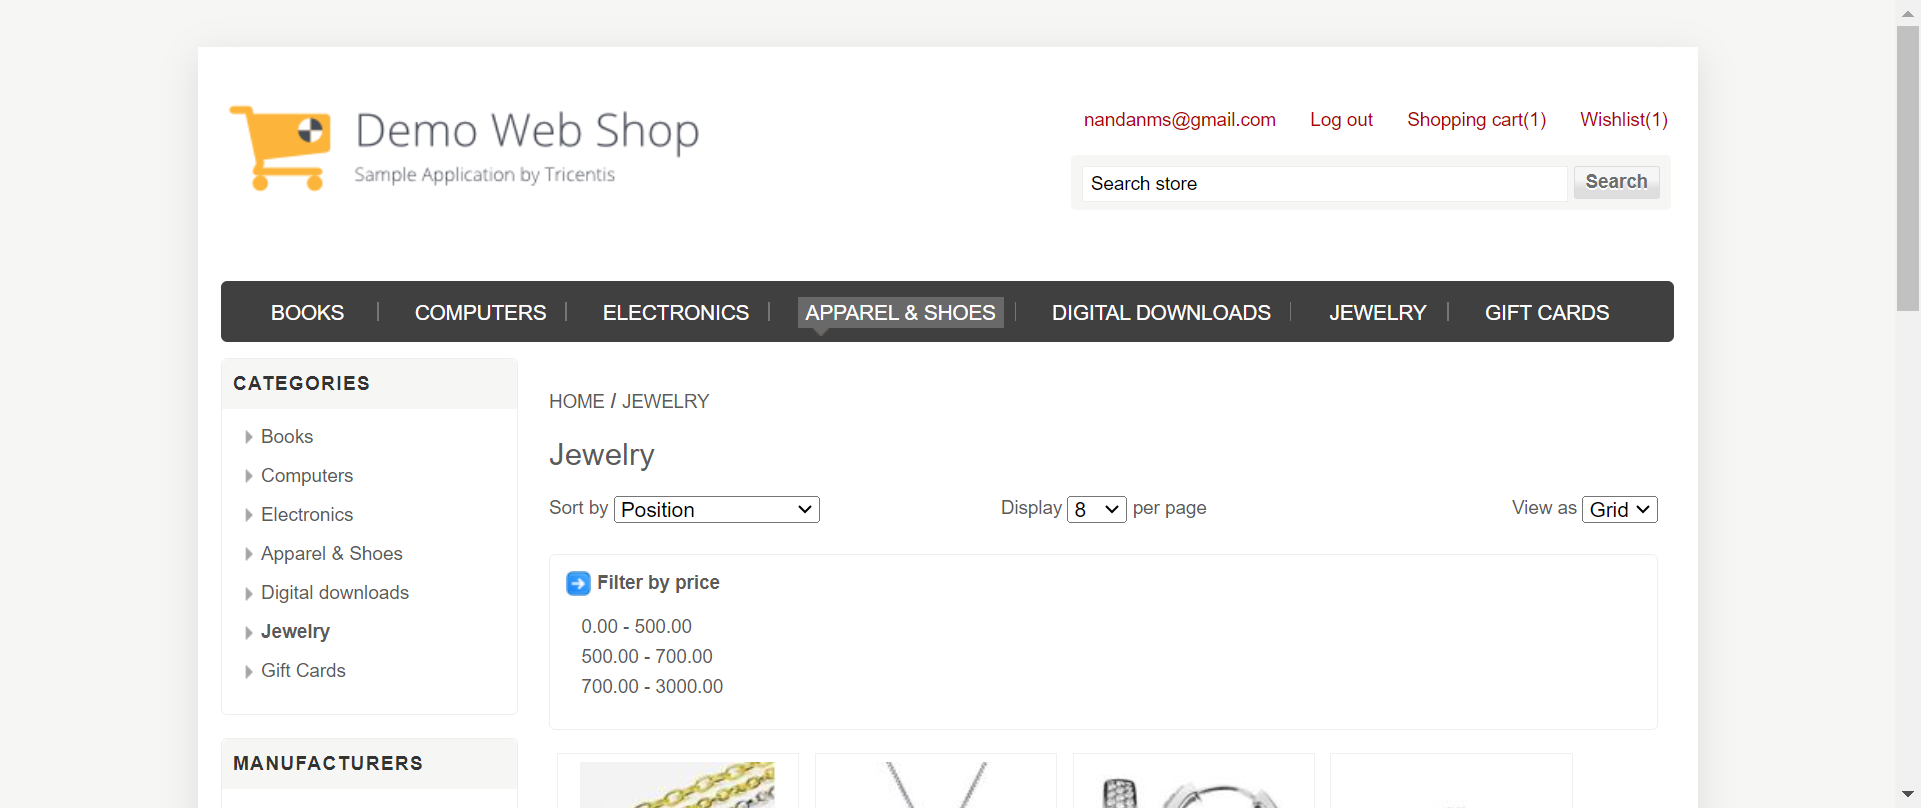 Demo Web Shop
Sample Application by Tricentis
nandanms@gmail.com Log out Shopping cart(1) Wishlist(1)
Search store Search
BOOKS COMPUTERS ELECTRONICS APPAREL & SHOES DIGITAL DOWNLOADS JEWELRY GIFT CARDS
CATEGORIES
Books
Computers
Electronics
Apparel & Shoes
Digital downloads
Jewelry
Gift Cards
MANUFACTURERS
HOME / JEWELRY
Jewelry
Sort by Position Display 8 per page View as Grid
Filter by price
0.00 - 500.00
500.00 - 700.00
700.00 - 3000.00